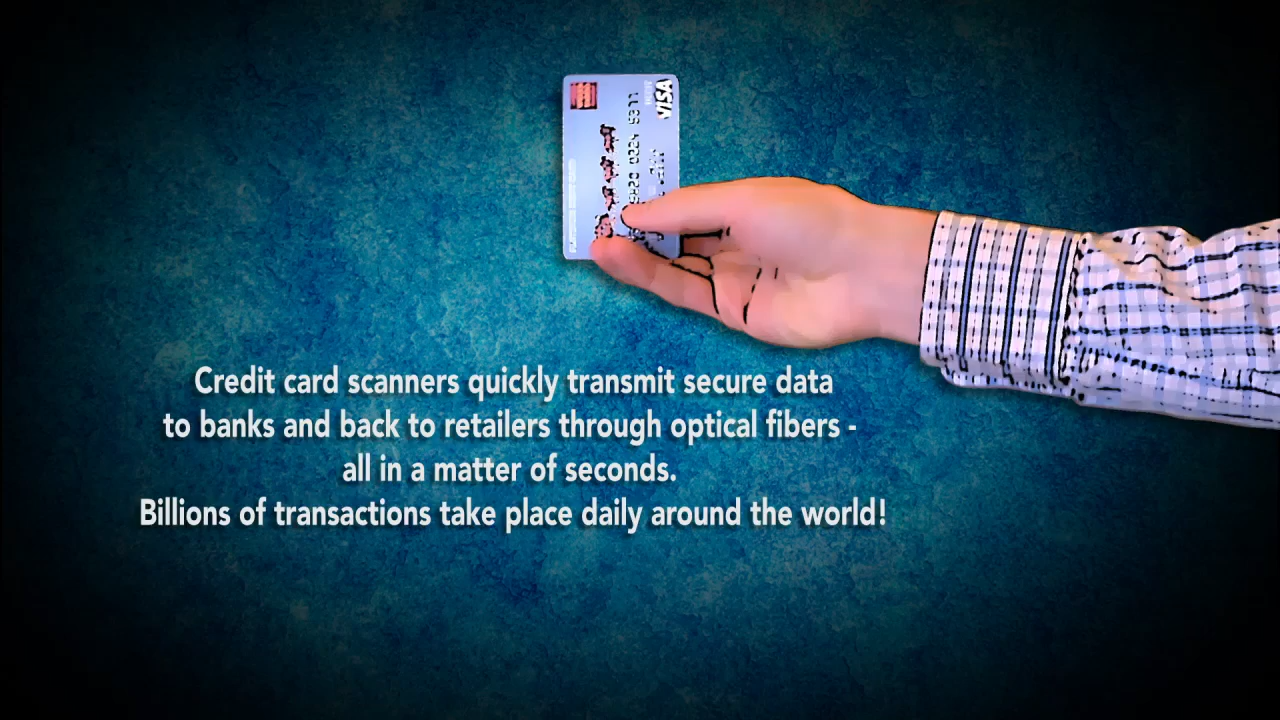 VISA
Credit card scanners quickly transmit secure data
to banks and back to retailers through optical fibers -
all in a matter of seconds.
Billions of transactions take place daily around the world!